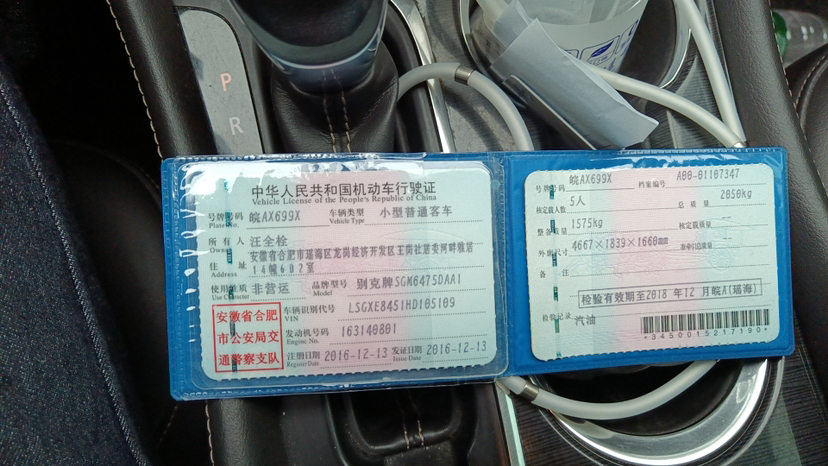 P
R
中华人民共和国机动车行驶证
Vehicle License of the People's Republic of China
号牌号码 皖AX699X 车辆类型 小型普通客车
Plate No. Vehicle Type
所有人 汪全栓
Owner
安徽省合肥市瑶海区龙岗经济开发区王岗社居委河畔雅居
住址 14幢602室
Address
使用性质 非营运 品牌型号 别克牌SGM6475DAA1
Use Character Model
安徽省合肥
市公安局交
通警察支队
车辆识别代号 LSGXE8451HD105109
VIN
发动机号码 163140801
Engine No.
注册日期 2016-12-13 发证日期 2016-12-13
Register Date Issue Date
号牌号码 皖AX699X 档案编号 A00-01107347
核定载人数 5人 总质量 2050kg
整备质量 1575kg 核定载质量
外廓尺寸 4667×1839×1660mm 准牵引总质量
备注
检验有效期至2018 年12 月皖A(瑶海)
检验记录 汽油
*3450015217190*